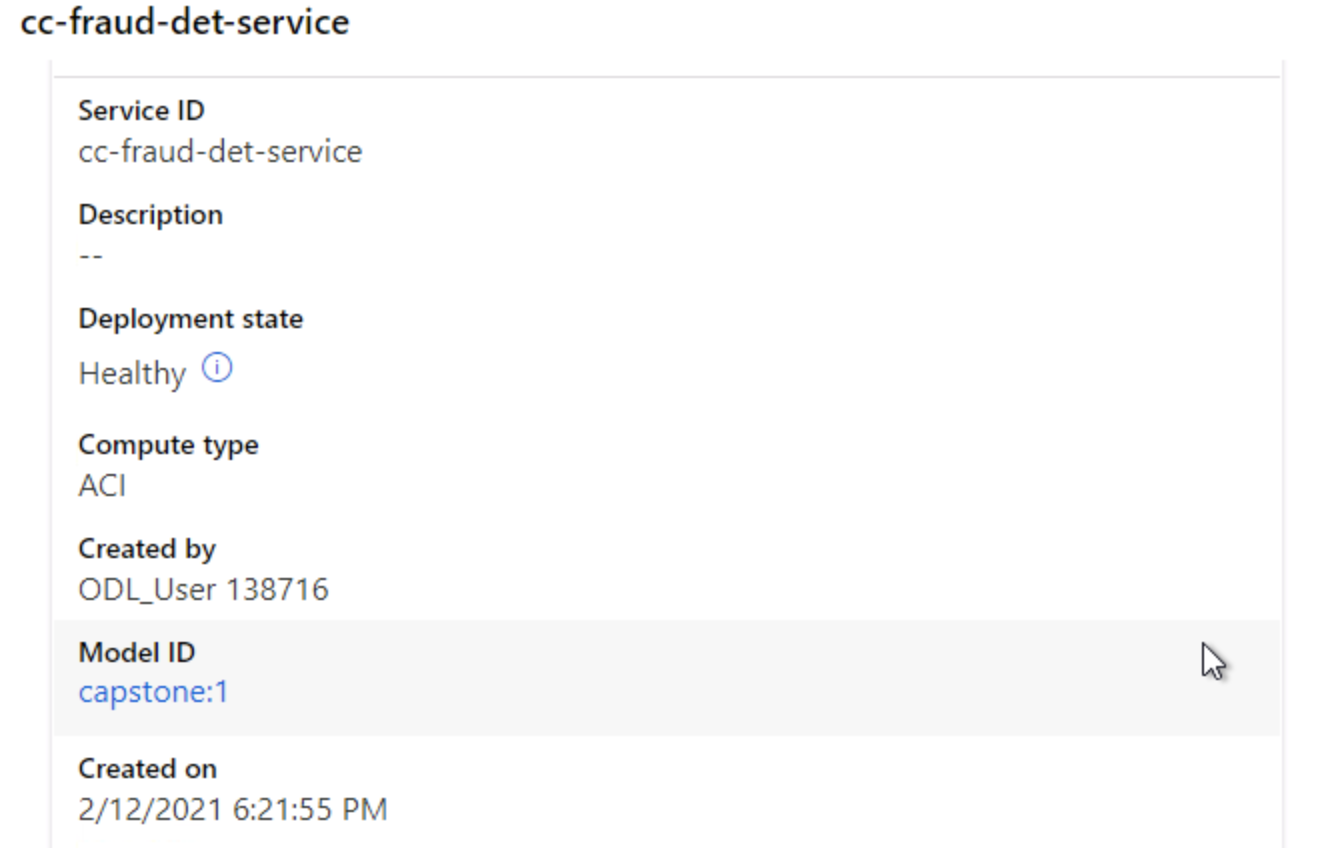 cc-fraud-det-service
Service ID
cc-fraud-det-service
Description
--
Deployment state
Healthy
Compute type
ACI
Created by
ODL_User 138716
Model ID
capstone:1
Created on
2/12/2021 6:21:55 PM